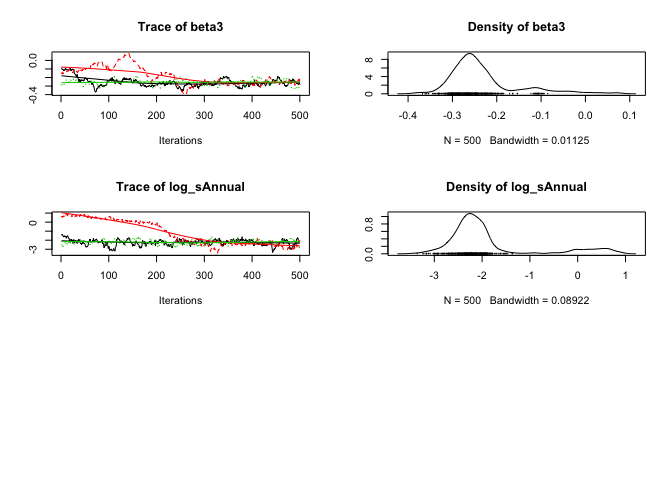 Trace of beta3
0.0
-0.4
0 100 200 300 400 500
Iterations
Density of beta3
8
4
0
-0.4 -0.3 -0.2 -0.1 0.0 0.1
N = 500 Bandwidth = 0.01125
Trace of log_sAnnual
0
-3
0 100 200 300 400 500
Iterations
Density of log_sAnnual
0.8
0.0
-3 -2 -1 0 1
N = 500 Bandwidth = 0.08922